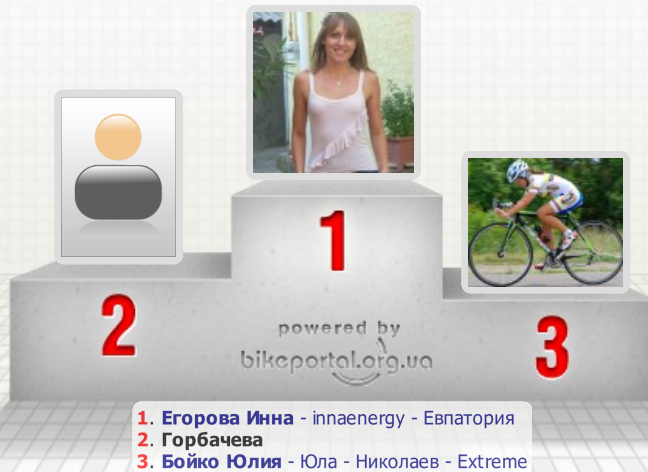 1
2
3
powered by
bikeportal.org.ua
1. Егорова Инна - innaenergy - Евпатория
2. Горбачева
3. Бойко Юлия - Юла - Николаев - Extreme